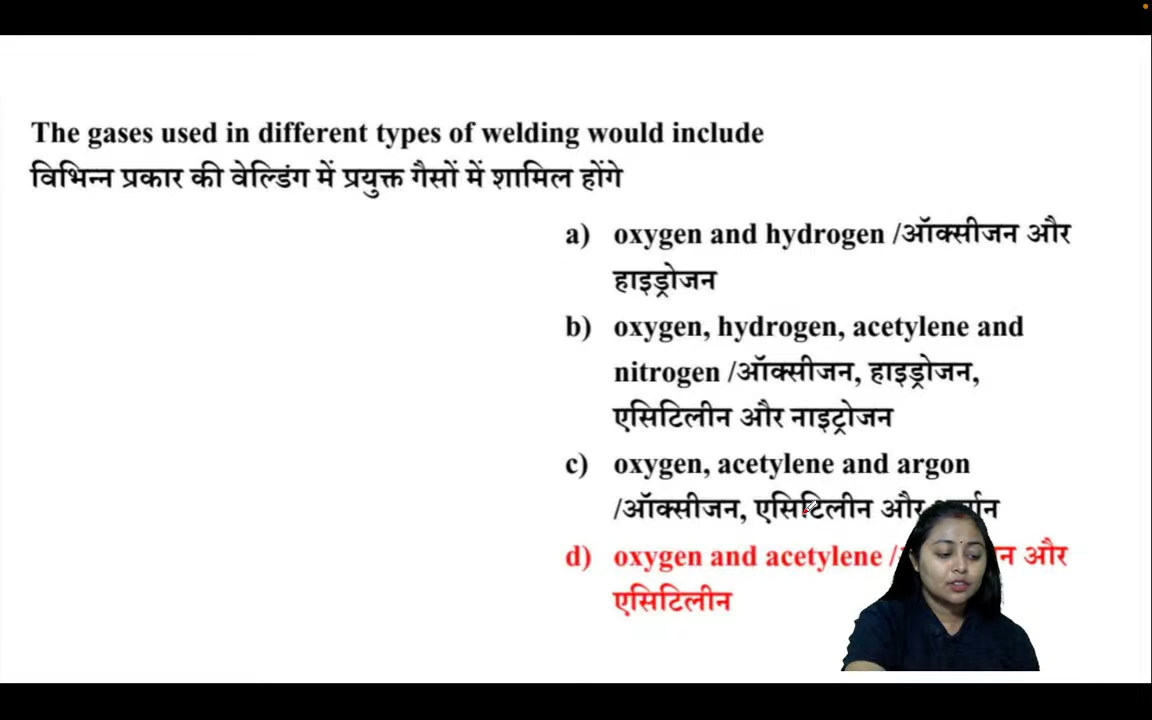 The gases used in different types of welding would include
विभिन्न प्रकार की वेल्डिंग में प्रयुक्त गैसों में शामिल होंगे
a) oxygen and hydrogen /ऑक्सीजन और
हाइड्रोजन
b) oxygen, hydrogen, acetylene and
nitrogen /ऑक्सीजन, हाइड्रोजन,
एसिटिलीन और नाइट्रोजन
c) oxygen, acetylene and argon
/ऑक्सीजन, एसिटिलीन और
d) oxygen and acetylene / और
एसिटिलीन